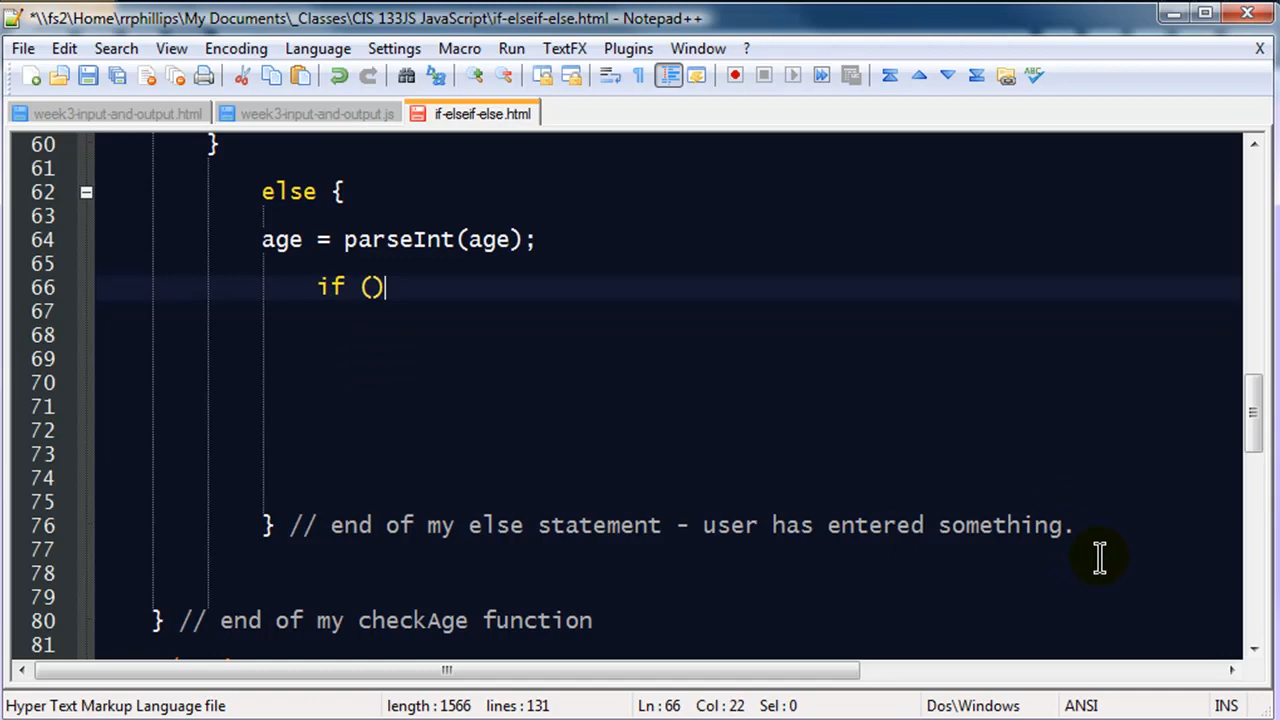 *\\fs2\Home\rrphillips\My Documents\_Classes\CIS 133JS JavaScript\if-elseif-else.html - Notepad++
File Edit Search View Encoding Language Settings Macro Run TextFX Plugins Window ? X
week3-input-and-output.html week3-input-and-output.js if-elseif-else.html
60 }
61
62 else {
63
64 age = parseInt(age);
65
66 if ()
67
68
69
70
71
72
73
74
75
76 } // end of my else statement - user has entered something.
77
78
79
80 } // end of my checkAge function
81
Hyper Text Markup Language file length : 1566 lines : 131 Ln : 66 Col : 22 Sel : 0 Dos\Windows ANSI INS